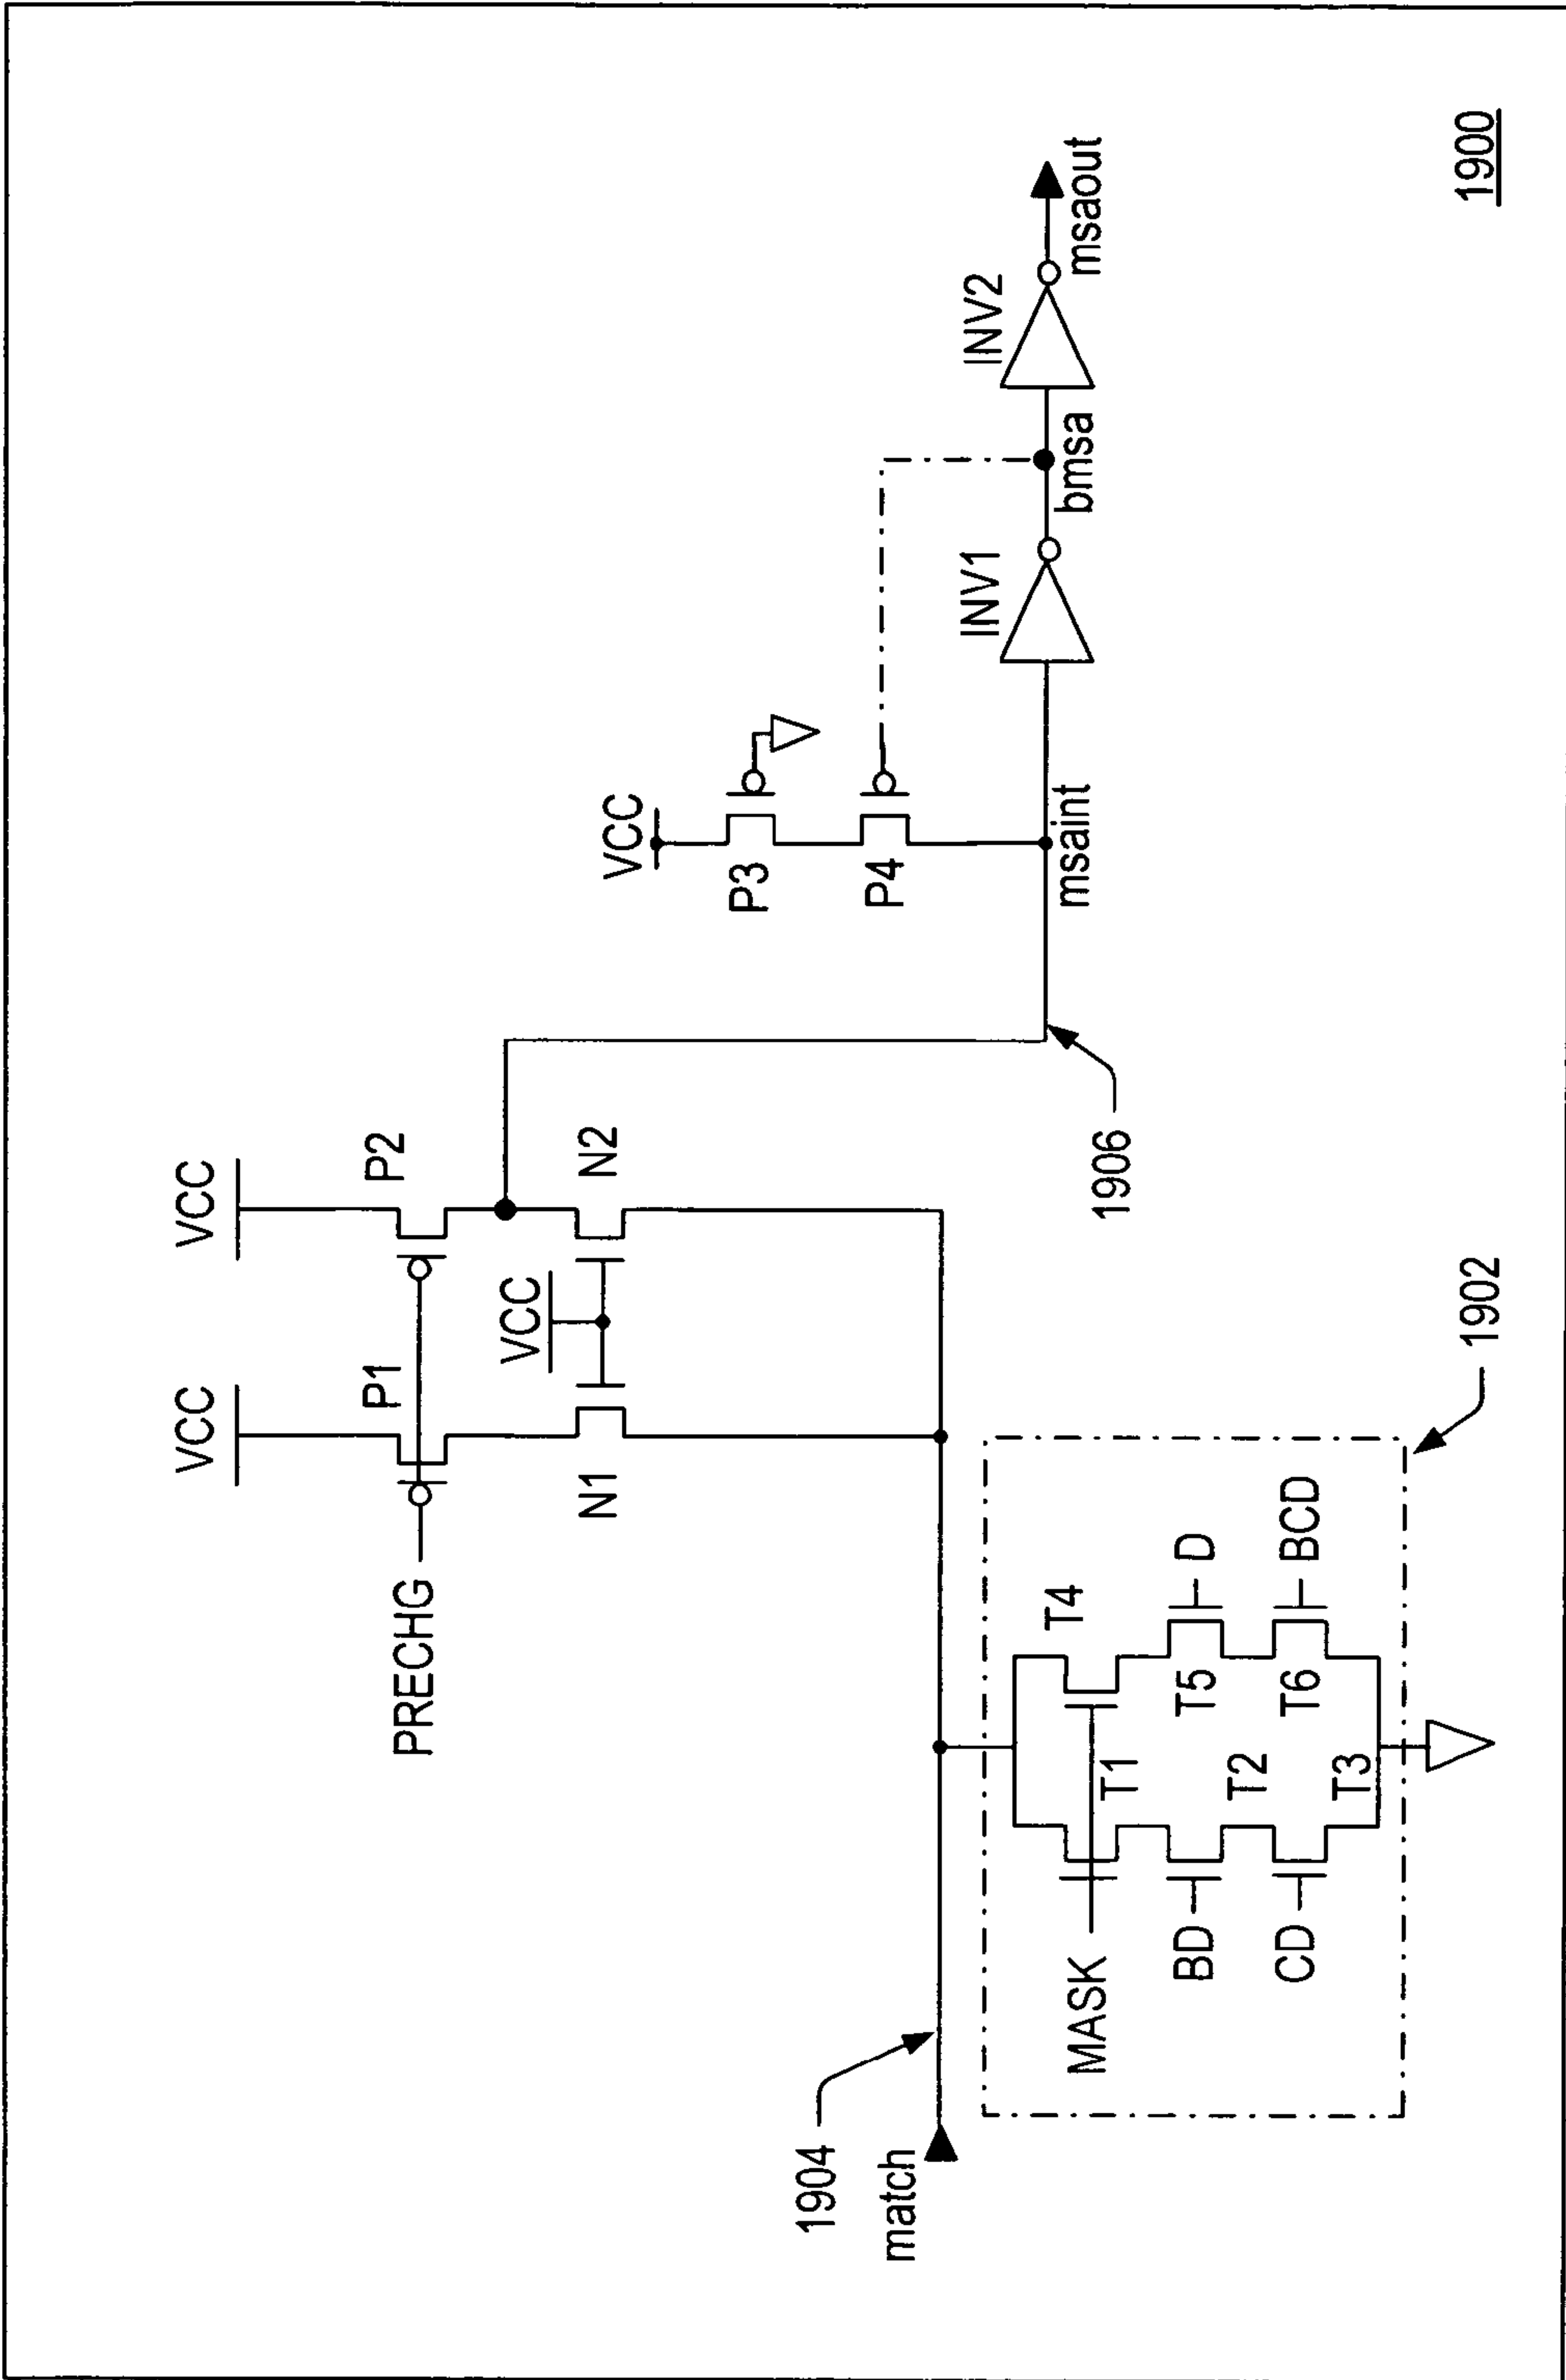 VCC
VCC
PRECHG
P1
P2
VCC
N1
N2
VCC
P3
P4
1904
match
1906
msaint
INV1
bmsa
INV2
msaout
MASK
T1
T4
BD
T2
T5
D
CD
T3
T6
BCD
1902
1900